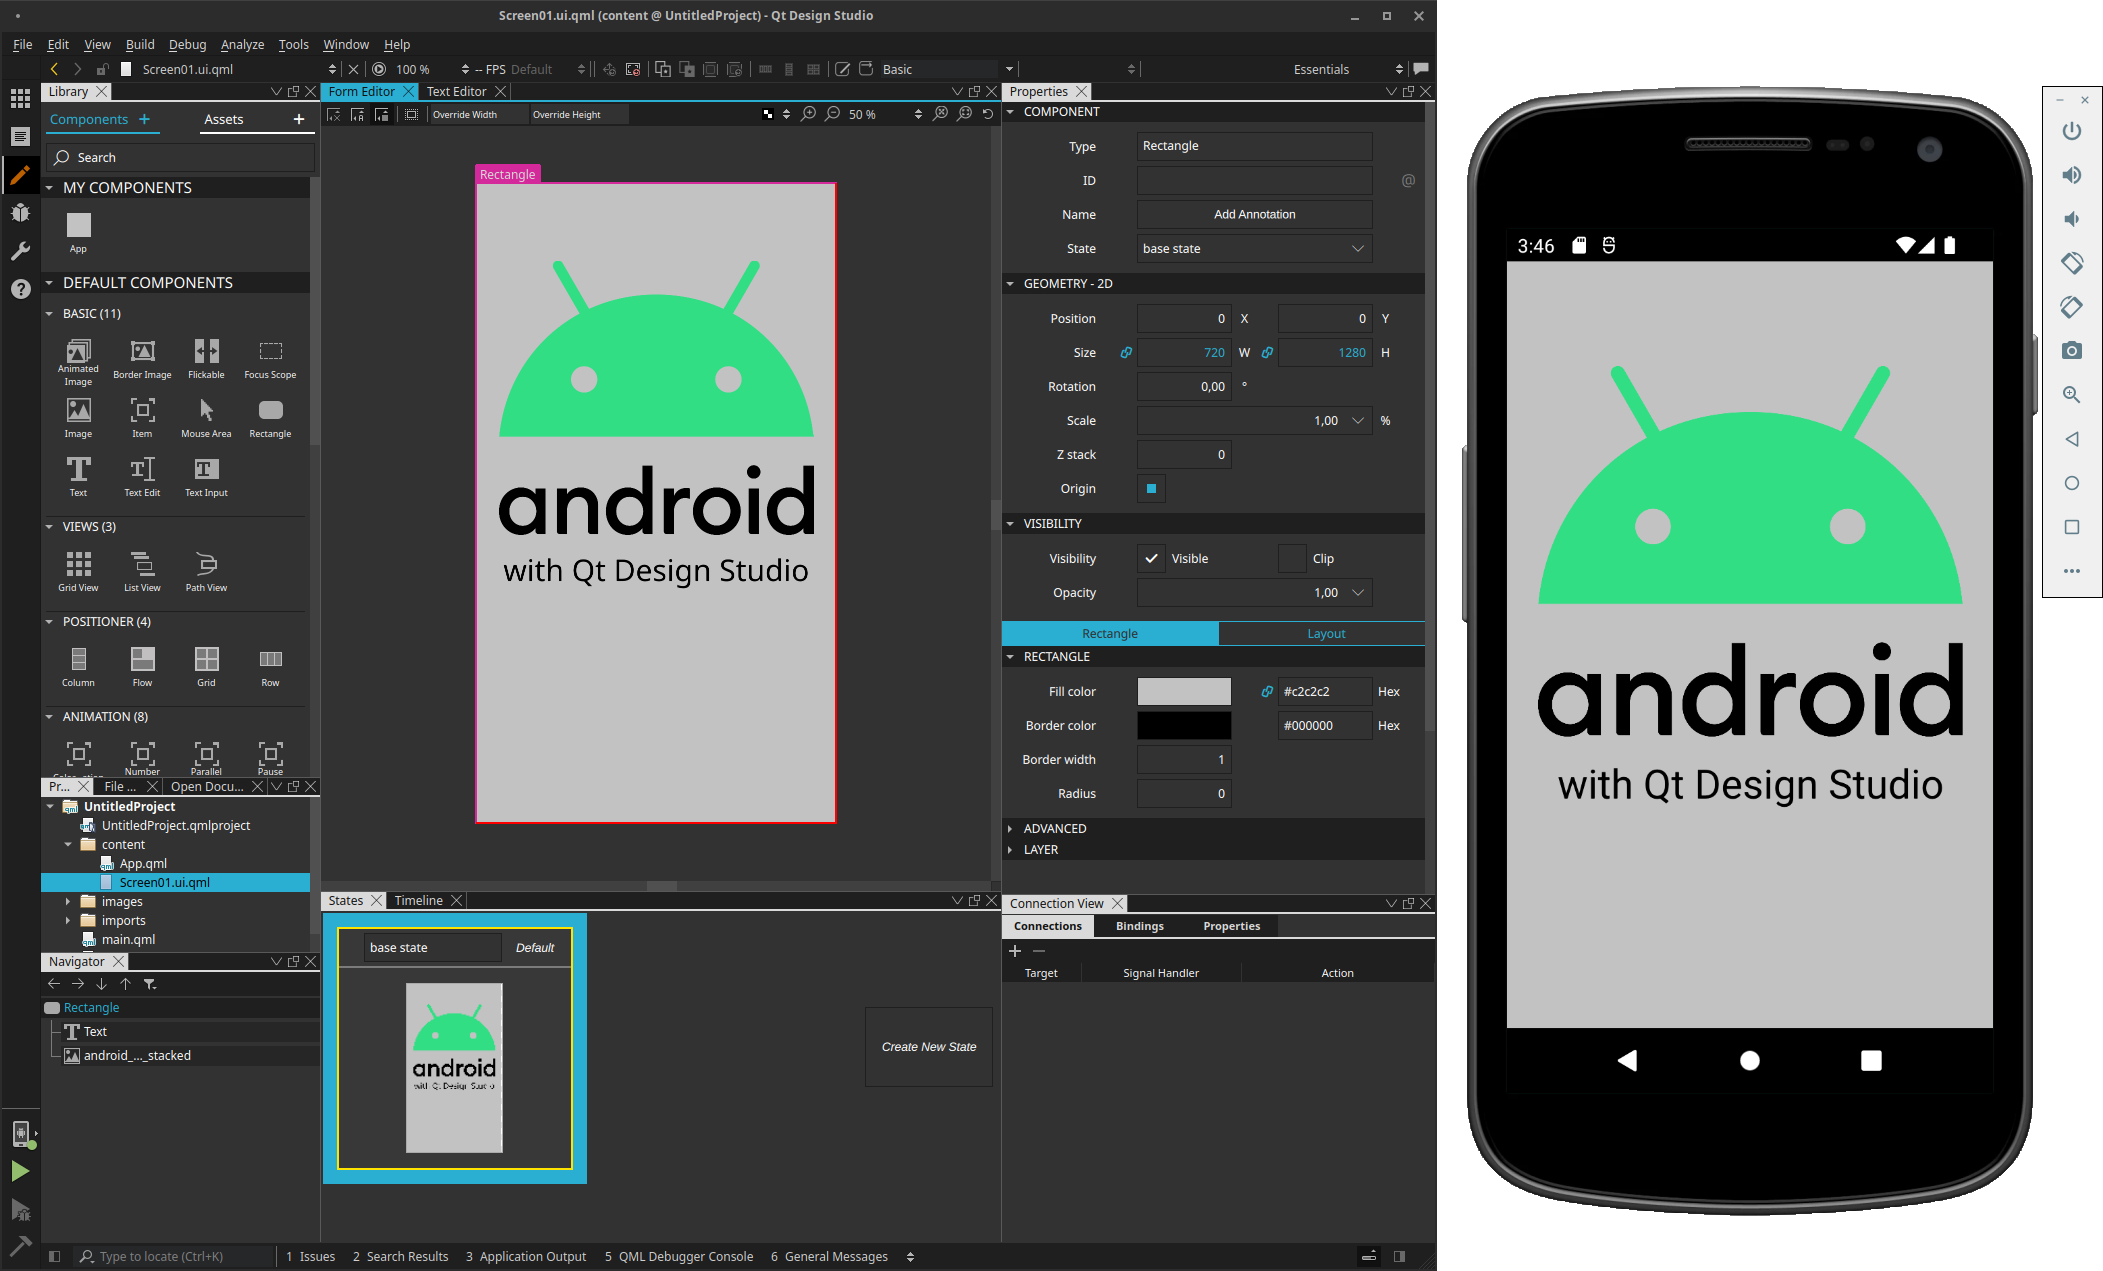 Screen01.ui.qml (content @ UntitledProject) - Qt Design Studio
File Edit View Build Debug Analyze Tools Window Help
Screen01.ui.qml 100 % -- FPS Default Basic Essentials
Library
Components + Assets +
Search
MY COMPONENTS
App
DEFAULT COMPONENTS
BASIC (11)
Animated Image Border Image Flickable Focus Scope
Image Item Mouse Area Rectangle
Text Text Edit Text Input
VIEWS (3)
Grid View List View Path View
POSITIONER (4)
Column Flow Grid Row
ANIMATION (8)
Number Parallel Pause
Pr... File ... Open Docu...
UntitledProject
UntitledProject.qmlproject
content
App.qml
Screen01.ui.qml
images
imports
main.qml
Navigator
Rectangle
Text
android_..._stacked
Form Editor Text Editor
Override Width Override Height 50 %
Rectangle
android
with Qt Design Studio
States Timeline
base state Default
android
with Qt Design Studio
Create New State
Properties
COMPONENT
Type Rectangle
ID @
Name Add Annotation
State base state
GEOMETRY - 2D
Position 0 X 0 Y
Size 720 W 1280 H
Rotation 0,00 °
Scale 1,00 %
Z stack 0
Origin
VISIBILITY
Visibility Visible Clip
Opacity 1,00
Rectangle Layout
RECTANGLE
Fill color #c2c2c2 Hex
Border color #000000 Hex
Border width 1
Radius 0
ADVANCED
LAYER
Connection View
Connections Bindings Properties
Target Signal Handler Action
Type to locate (Ctrl+K) 1 Issues 2 Search Results 3 Application Output 5 QML Debugger Console 6 General Messages
3:46
android
with Qt Design Studio